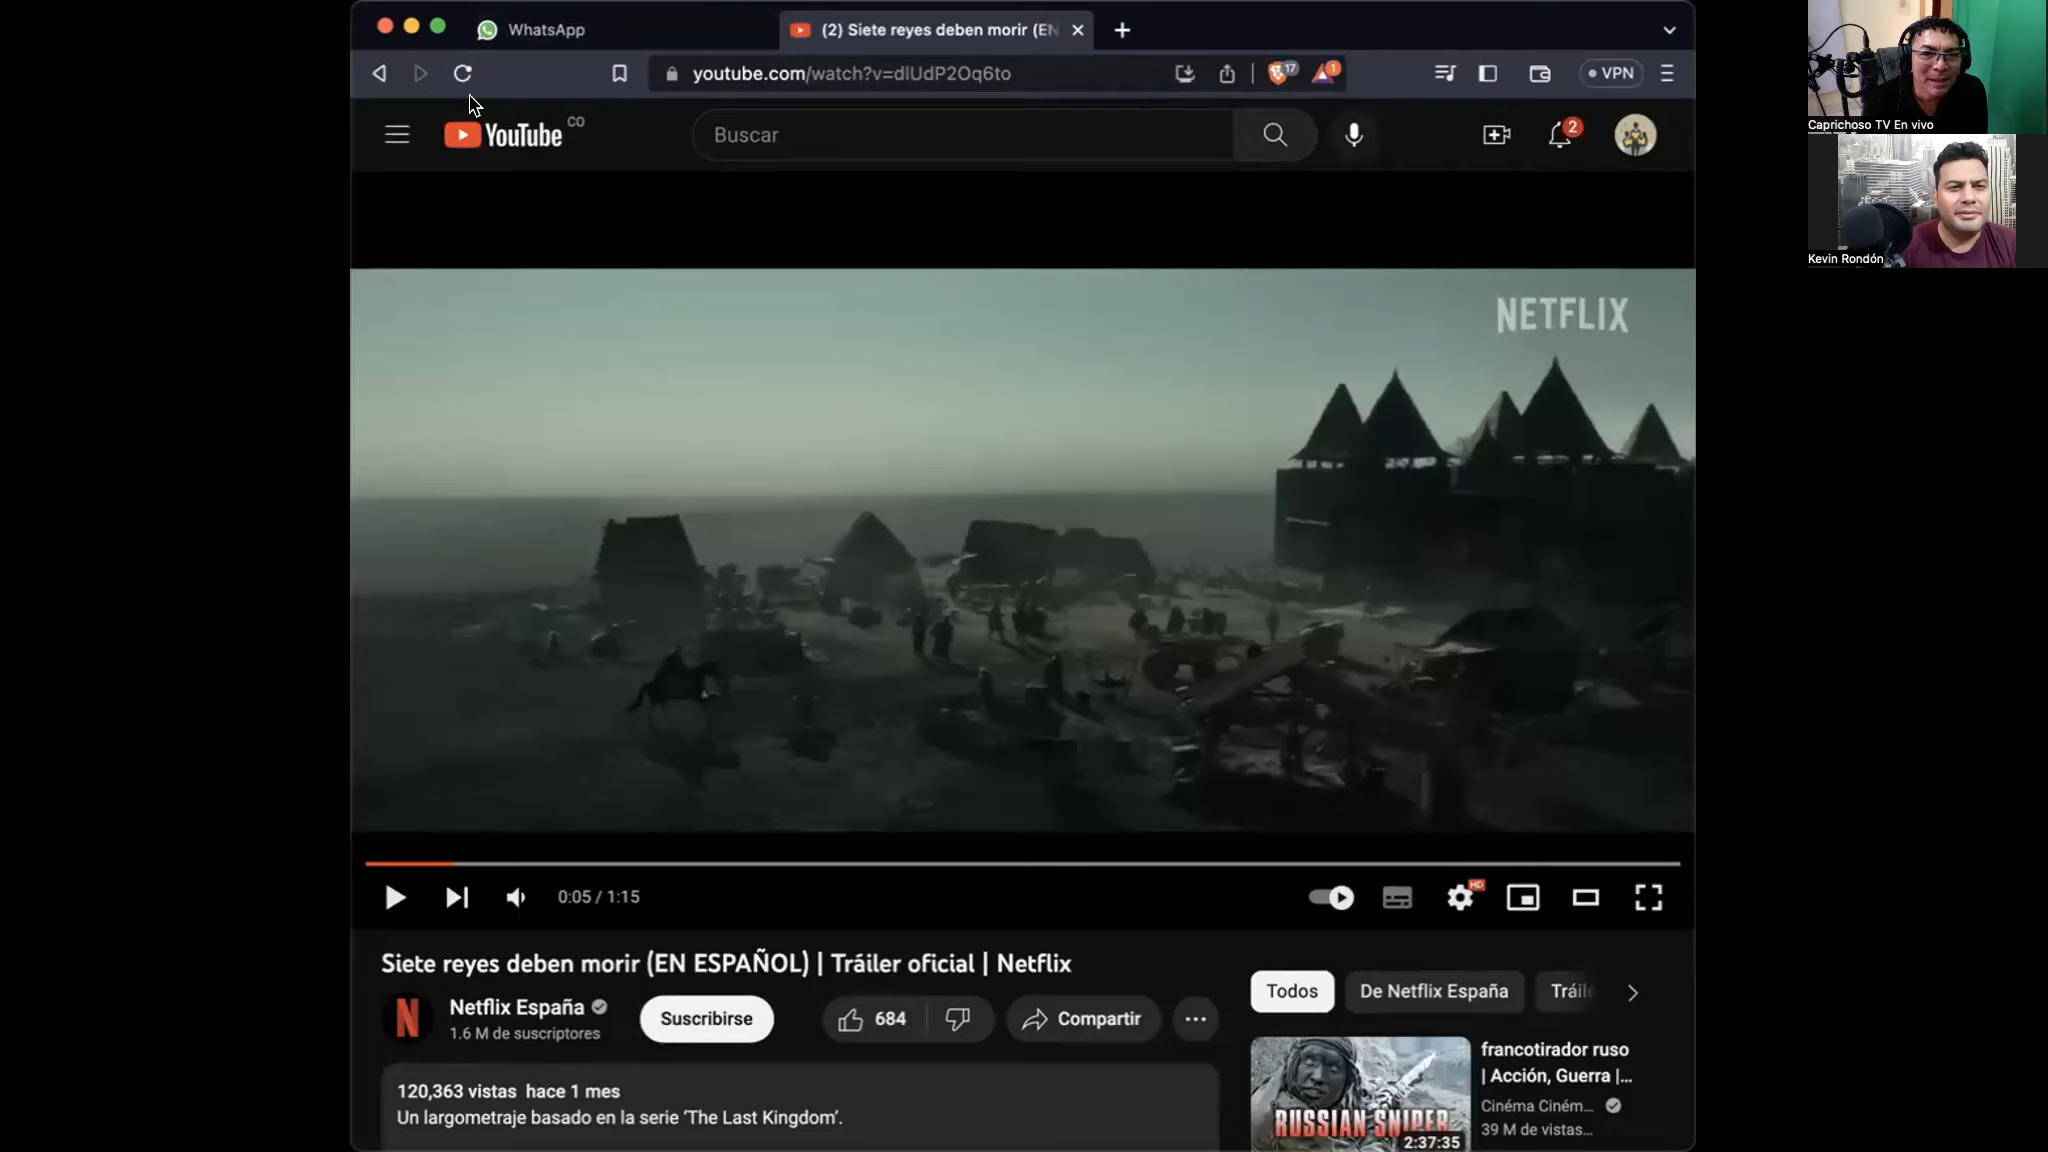 WhatsApp
(2) Siete reyes deben morir (EN
youtube.com/watch?v=dlUdP2Oq6to
17
1
VPN
YouTube CO
Buscar
2
Caprichoso TV En vivo
Kevin Rondón
NETFLIX
0:05 / 1:15
HD
Siete reyes deben morir (EN ESPAÑOL) | Tráiler oficial | Netflix
Netflix España
1.6 M de suscriptores
Suscribirse
684
Compartir
Todos
De Netflix España
Tráile
120,363 vistas hace 1 mes
Un largometraje basado en la serie 'The Last Kingdom'.
RUSSIAN SNIPER
2:37:35
francotirador ruso
| Acción, Guerra |...
Cinéma Ciném...
39 M de vistas...